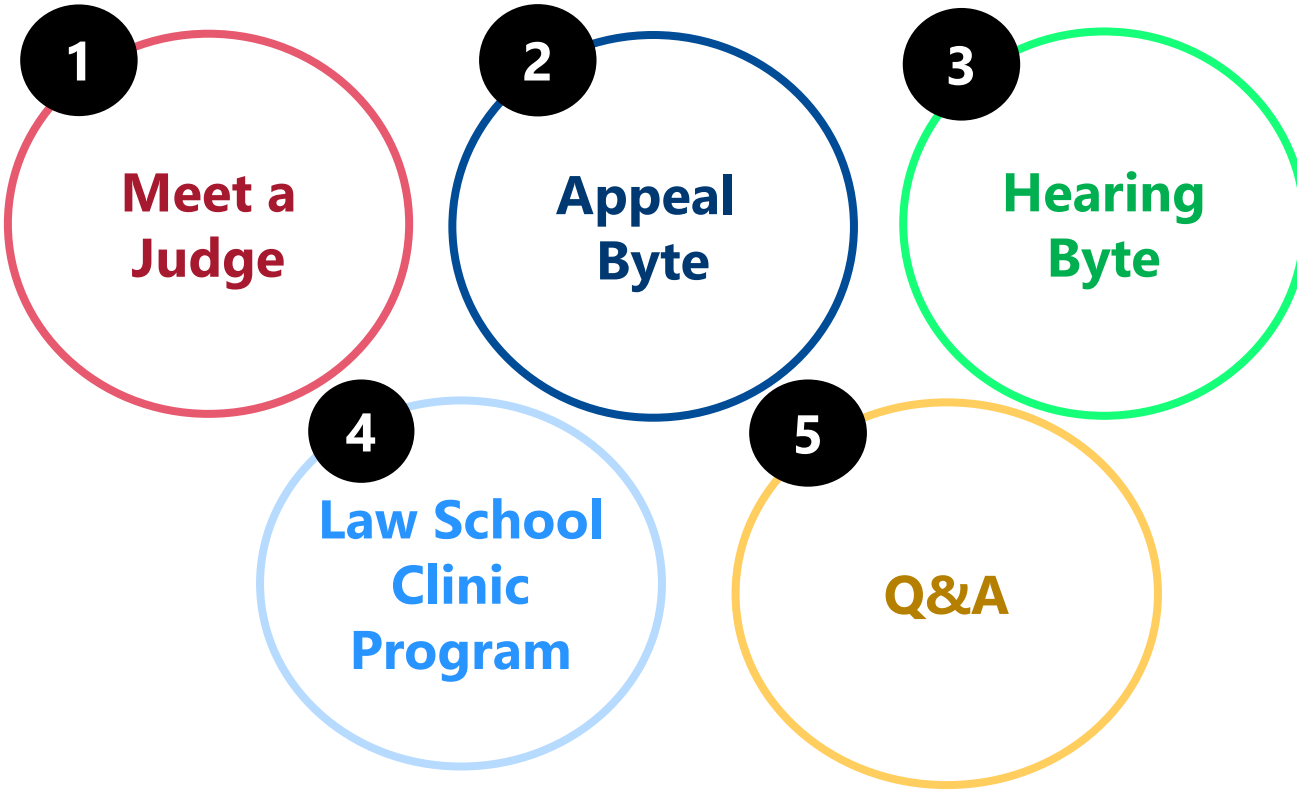 1
Meet a
Judge
2
Appeal
Byte
3
Hearing
Byte
4
Law School
Clinic
Program
5
Q&A